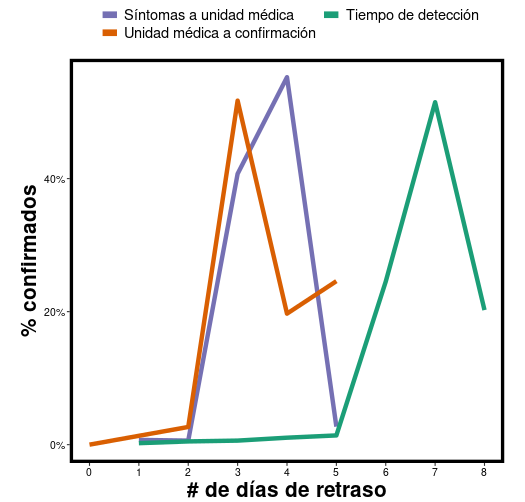 Síntomas a unidad médica
Tiempo de detección
Unidad médica a confirmación
% confirmados
40%
20%
0%
0 1 2 3 4 5 6 7 8
# de días de retraso